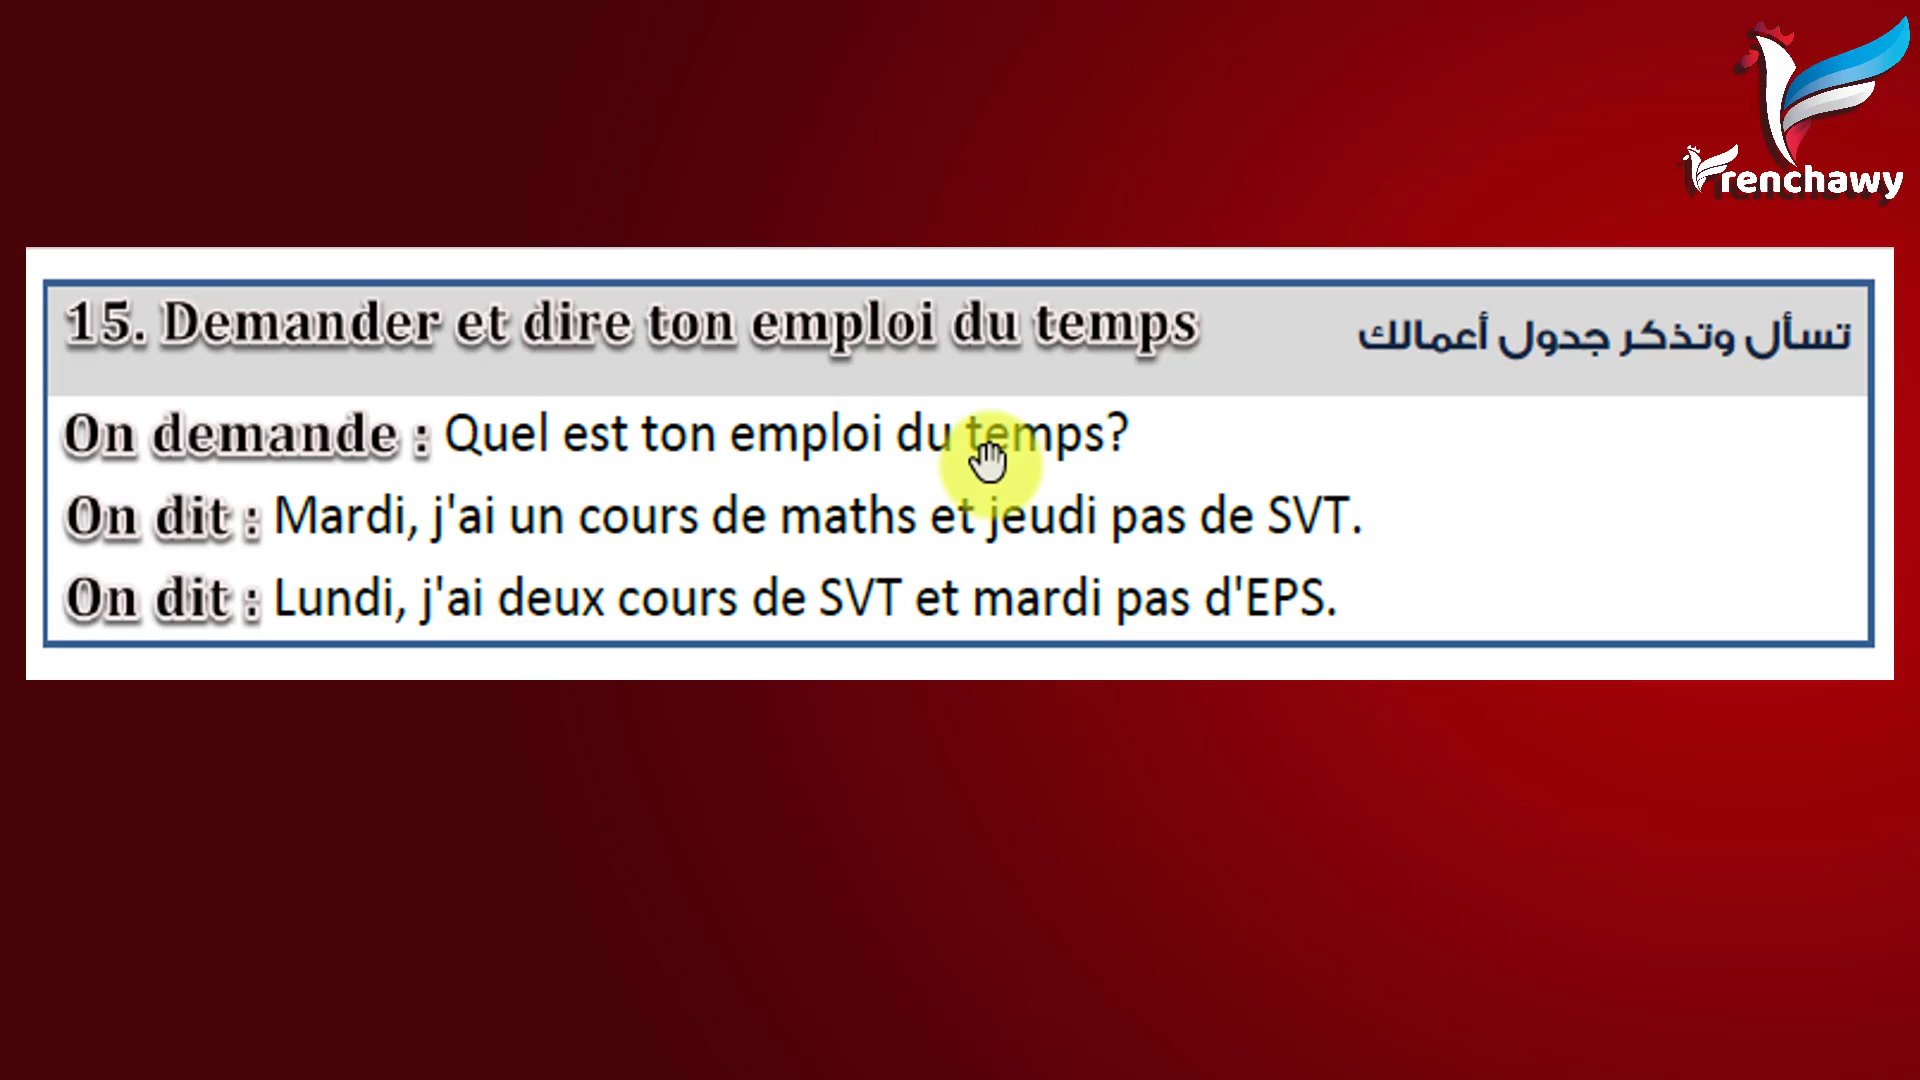 Frenchawy
15. Demander et dire ton emploi du temps تسأل وتذكر جدول أعمالك
On demande : Quel est ton emploi du temps?
On dit : Mardi, j'ai un cours de maths et jeudi pas de SVT.
On dit : Lundi, j'ai deux cours de SVT et mardi pas d'EPS.